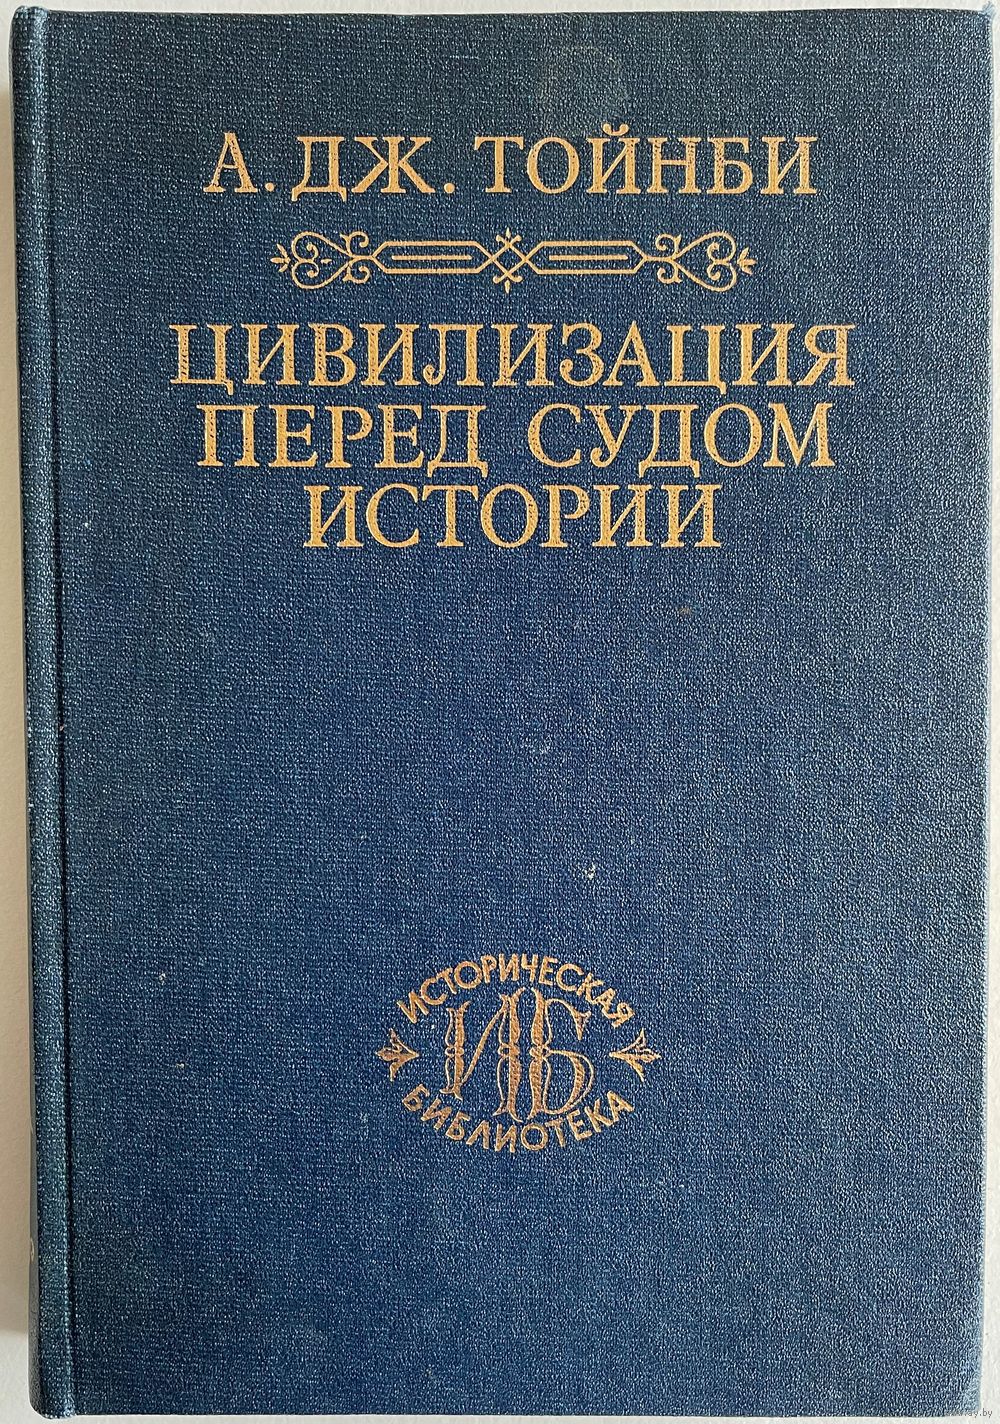 А. ДЖ. ТОЙНБИ
ЦИВИЛИЗАЦИЯ
ПЕРЕД СУДОМ
ИСТОРИИ
ИСТОРИЧЕСКАЯ
ИБ
БИБЛИОТЕКА